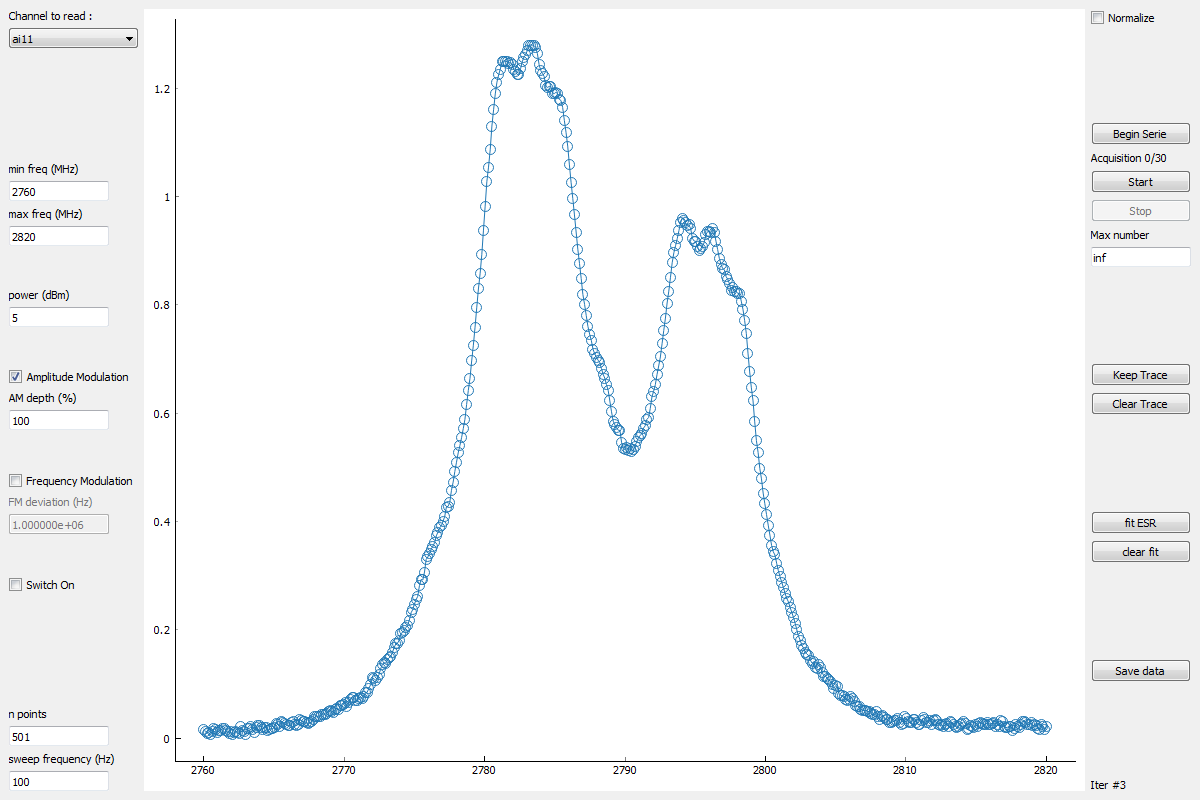 Channel to read :
ai11
min freq (MHz)
2760
max freq (MHz)
2820
power (dBm)
5
Amplitude Modulation
AM depth (%)
100
Frequency Modulation
FM deviation (Hz)
1.000000e+06
Switch On
n points
501
sweep frequency (Hz)
100
1.2
1
0.8
0.6
0.4
0.2
0
2760 2770 2780 2790 2800 2810 2820
Normalize
Begin Serie
Acquisition 0/30
Start
Stop
Max number
inf
Keep Trace
Clear Trace
fit ESR
clear fit
Save data
Iter #3